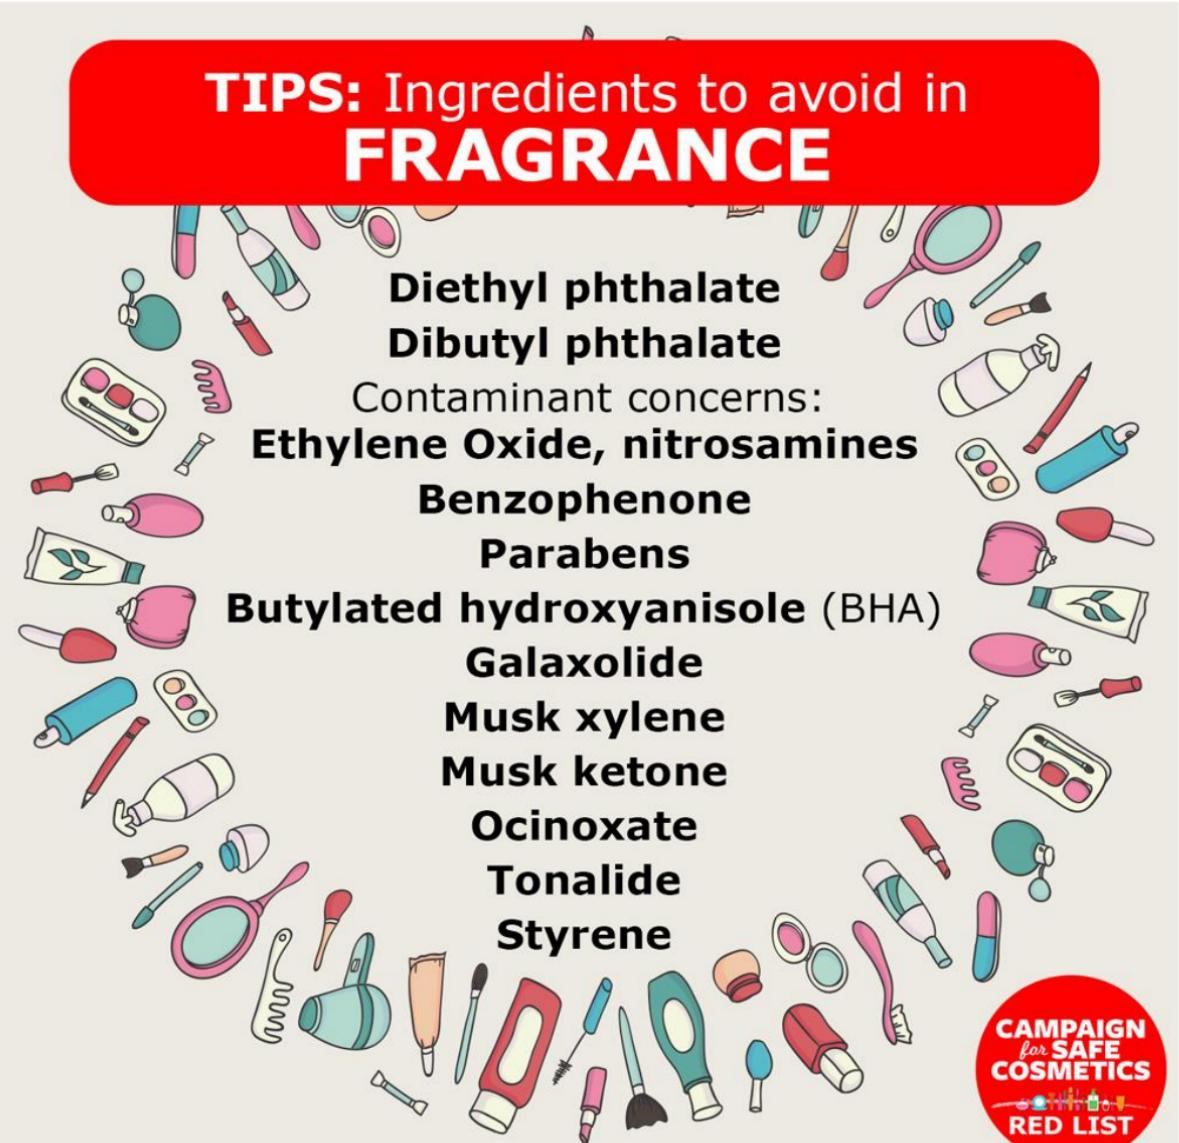 TIPS: Ingredients to avoid in
FRAGRANCE
Diethyl phthalate
Dibutyl phthalate
Contaminant concerns:
Ethylene Oxide, nitrosamines
Benzophenone
Parabens
Butylated hydroxyanisole (BHA)
Galaxolide
Musk xylene
Musk ketone
Ocinoxate
Tonalide
Styrene
CAMPAIGN
for SAFE
COSMETICS
RED LIST